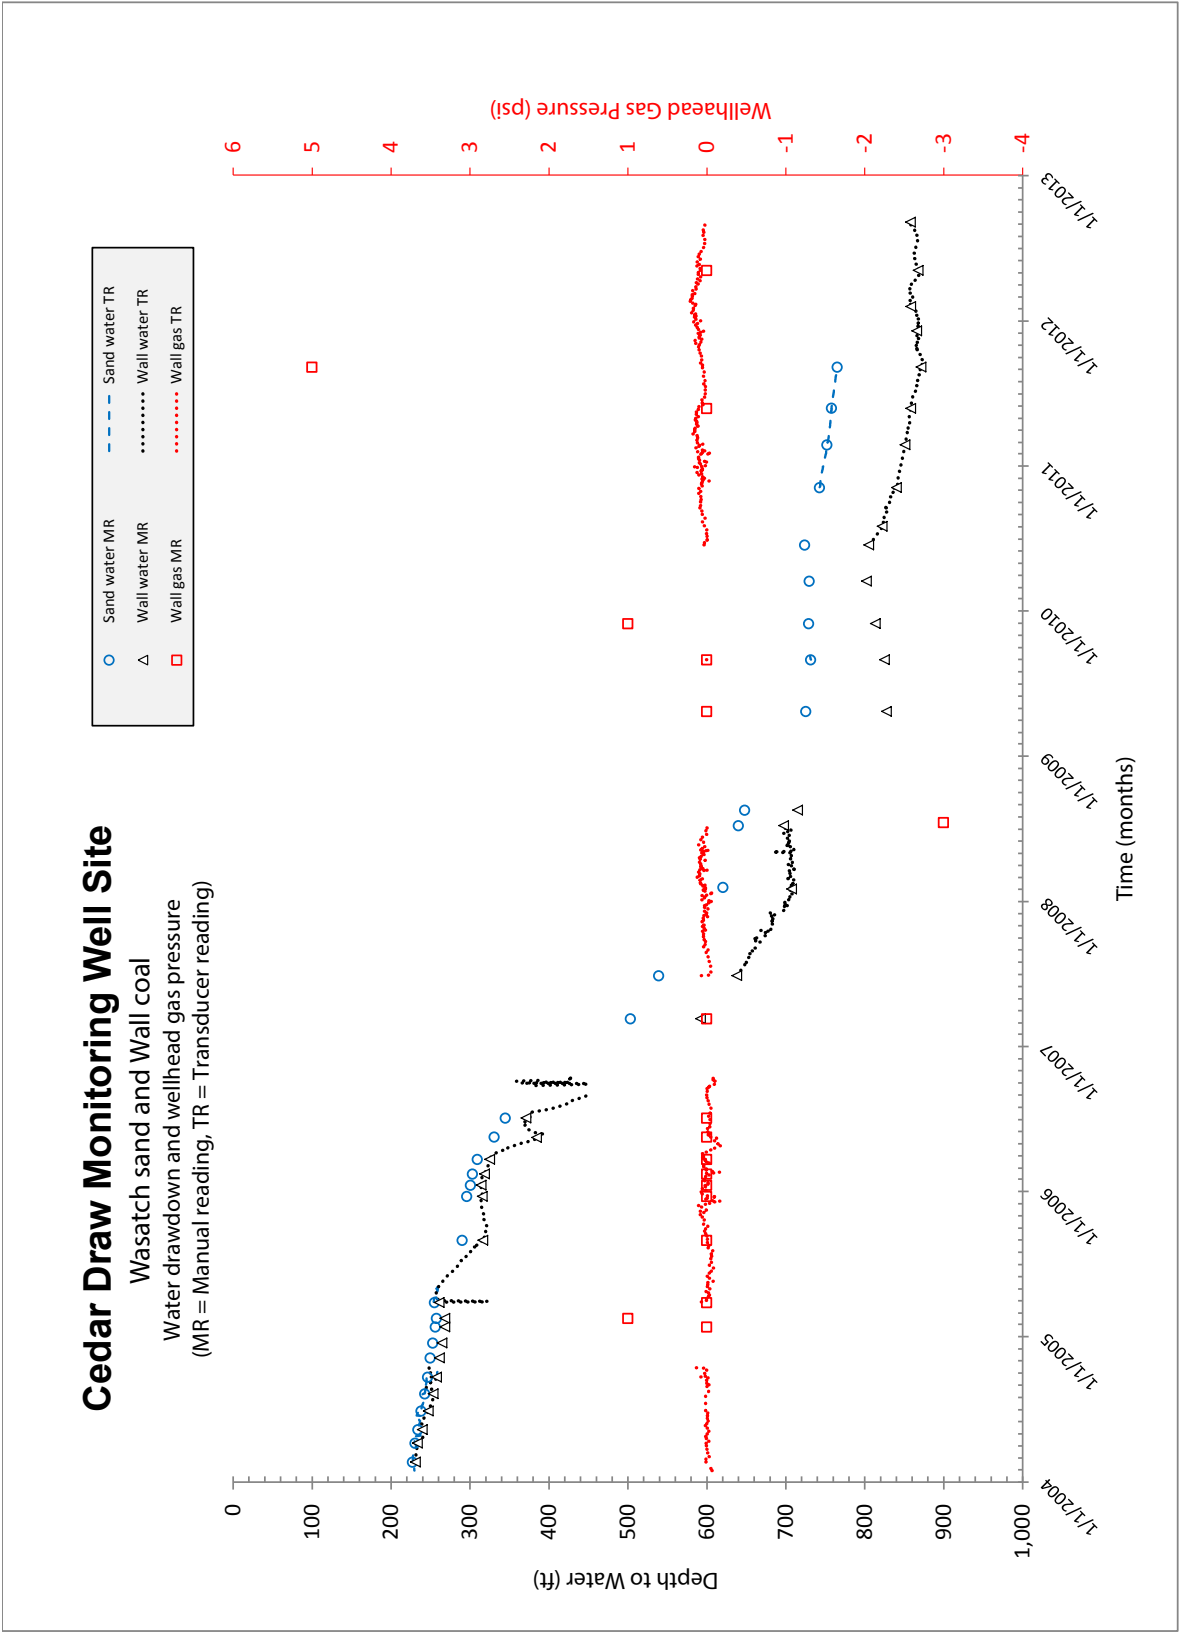 Cedar Draw Monitoring Well Site
Wasatch sand and Wall coal
Water drawdown and wellhead gas pressure
(MR = Manual reading, TR = Transducer reading)
Sand water MR
Sand water TR
Wall water MR
Wall water TR
Wall gas MR
Wall gas TR
Depth to Water (ft)
0
100
200
300
400
500
600
700
800
900
1,000
Wellhaead Gas Pressure (psi)
6
5
4
3
2
1
0
-1
-2
-3
-4
1/1/2004
1/1/2005
1/1/2006
1/1/2007
1/1/2008
1/1/2009
1/1/2010
1/1/2011
1/1/2012
1/1/2013
Time (months)